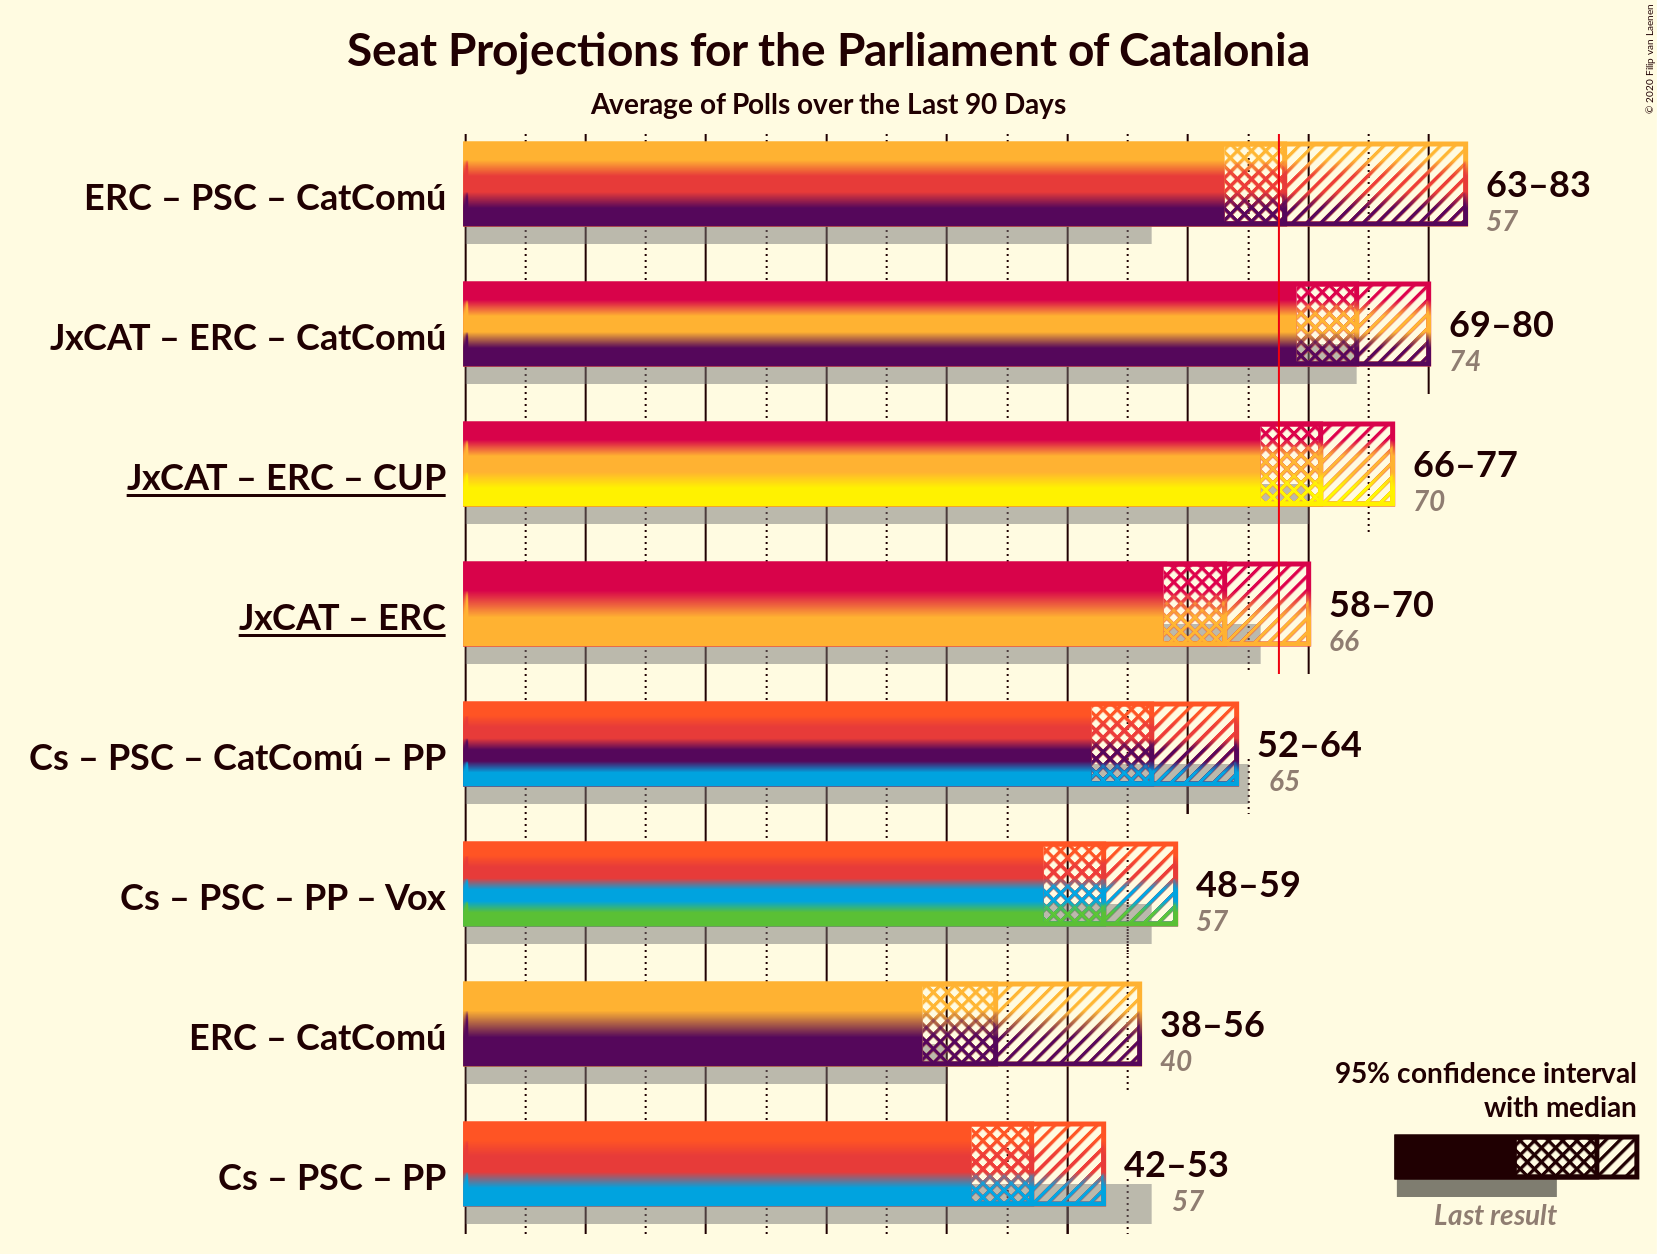 Seat Projections for the Parliament of Catalonia
Average of Polls over the Last 90 Days
© 2020 Filip van Laenen
ERC – PSC – CatComú
63–83
57
JxCAT – ERC – CatComú
69–80
74
JxCAT – ERC – CUP
66–77
70
JxCAT – ERC
58–70
66
Cs – PSC – CatComú – PP
52–64
65
Cs – PSC – PP – Vox
48–59
57
ERC – CatComú
38–56
40
Cs – PSC – PP
42–53
57
95% confidence interval
with median
Last result